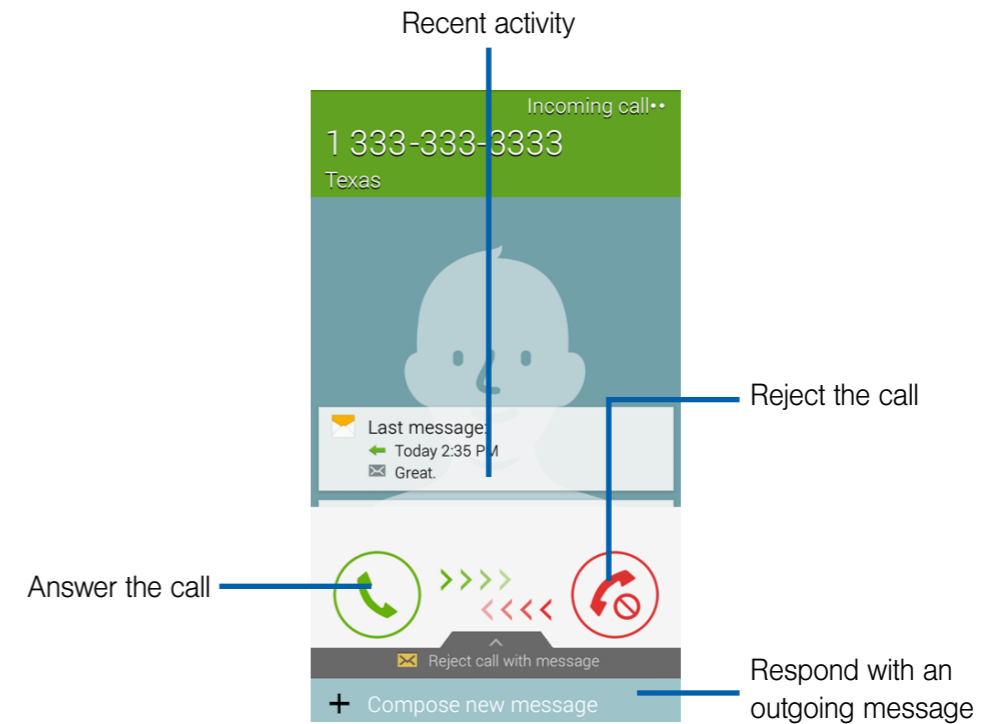 Recent activity
Incoming call••
1 333-333-3333
Texas
Last message:
Today 2:35 PM
Great.
Reject the call
Answer the call
Reject call with message
Respond with an
outgoing message
+ Compose new message